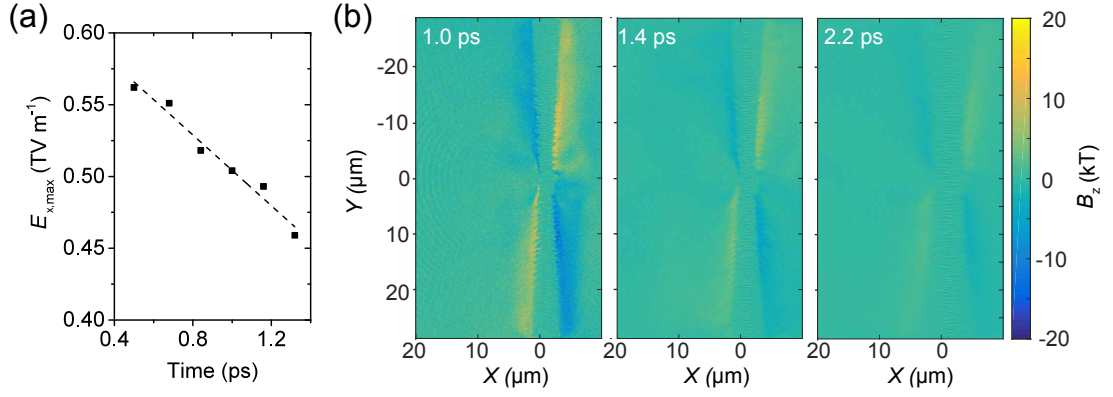 (a)
0.60
0.55
0.50
0.45
0.40
E_x,max (TV m⁻¹)
0.4 0.8 1.2
Time (ps)
(b)
1.0 ps 1.4 ps 2.2 ps
-20
-10
0
10
20
Y (µm)
20 10 0
X (µm)
20 10 0
X (µm)
20 10 0
X (µm)
20
10
0
-10
-20
B_z (kT)